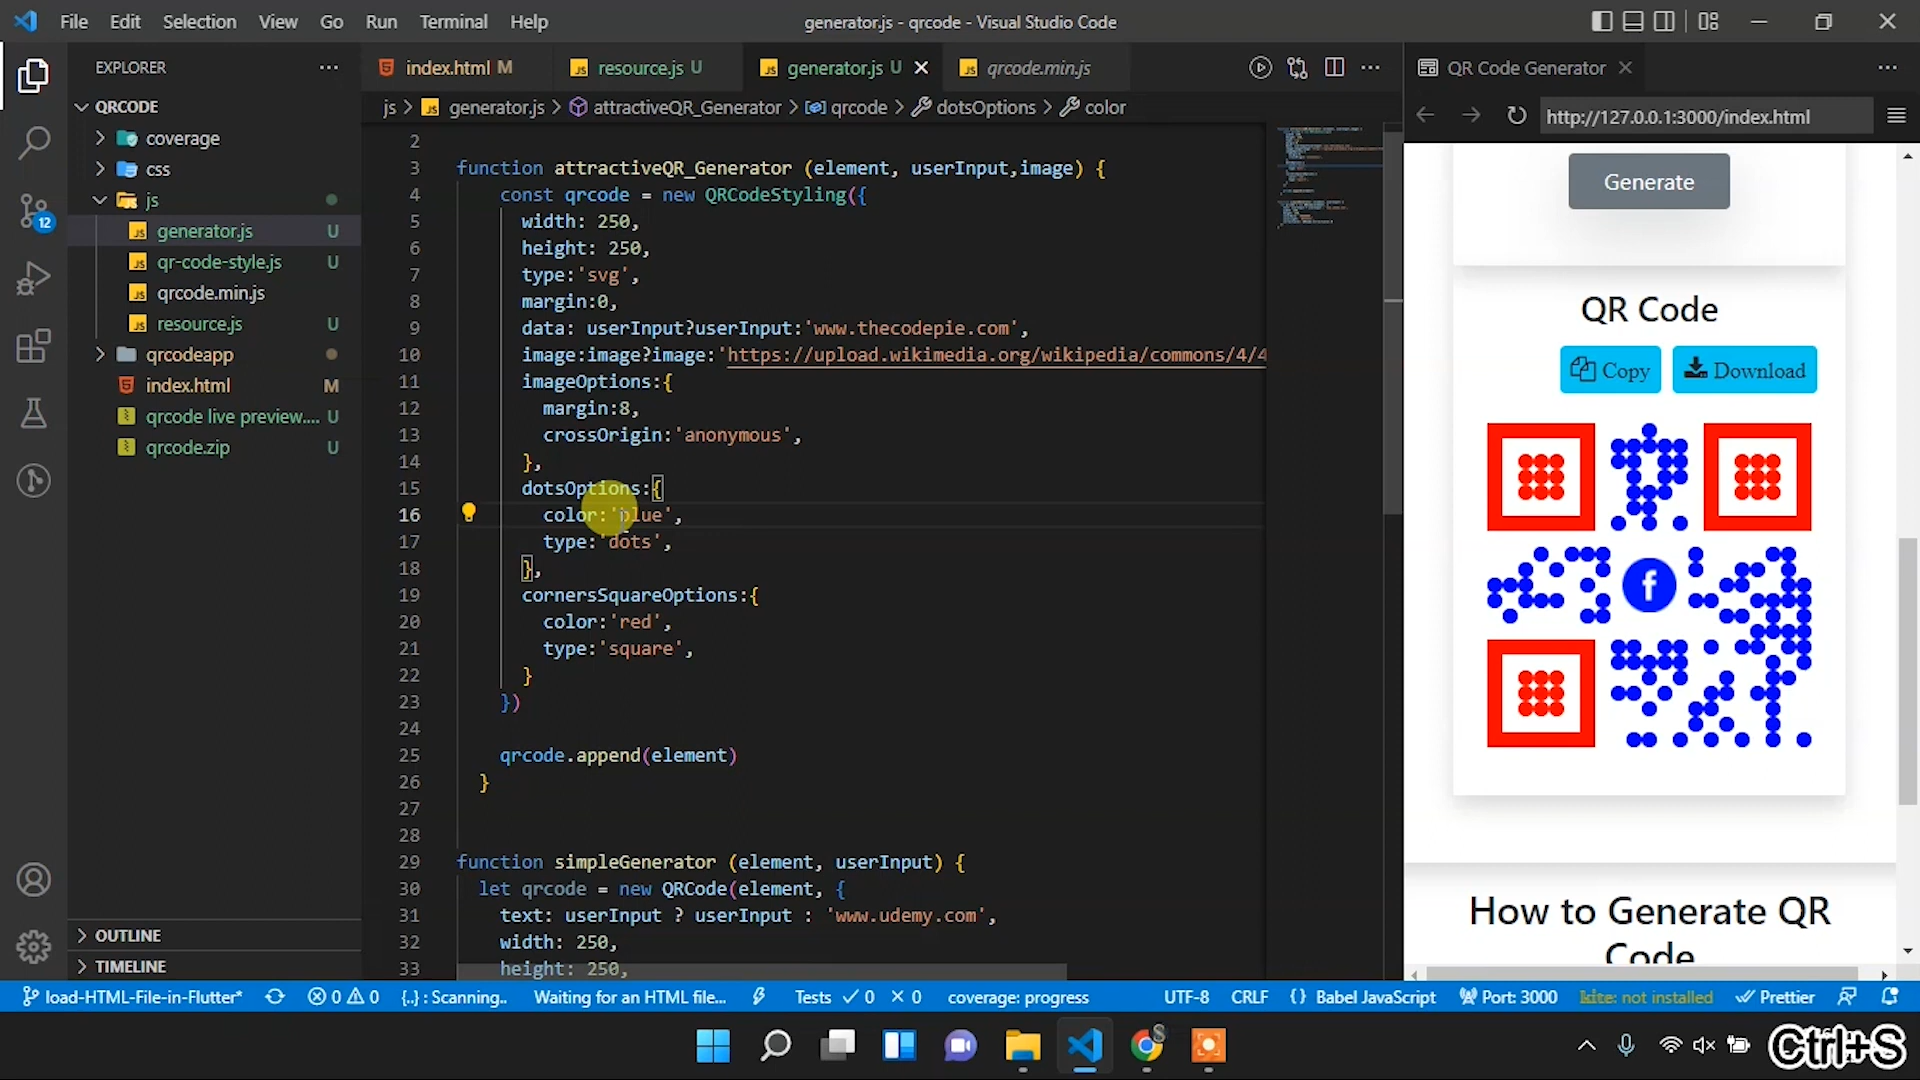 File Edit Selection View Go Run Terminal Help
generator.js - qrcode - Visual Studio Code
EXPLORER
QRCODE
coverage
css
js
generator.js U
qr-code-style.js U
qrcode.min.js
resource.js U
qrcodeapp
index.html M
qrcode live preview.... U
qrcode.zip U
OUTLINE
TIMELINE
index.html M
resource.js U
generator.js U
qrcode.min.js
js > generator.js > attractiveQR_Generator > qrcode > dotsOptions > color
2
3 function attractiveQR_Generator (element, userInput,image) {
4 const qrcode = new QRCodeStyling({
5 width: 250,
6 height: 250,
7 type:'svg',
8 margin:0,
9 data: userInput?userInput:'www.thecodepie.com',
10 image:image?image:'https://upload.wikimedia.org/wikipedia/commons/4/4
11 imageOptions:{
12 margin:8,
13 crossOrigin:'anonymous',
14 },
15 dotsOptions:{
16 color:'blue',
17 type:'dots',
18 },
19 cornersSquareOptions:{
20 color:'red',
21 type:'square',
22 }
23 })
24
25 qrcode.append(element)
26 }
27
28
29 function simpleGenerator (element, userInput) {
30 let qrcode = new QRCode(element, {
31 text: userInput ? userInput : 'www.udemy.com',
32 width: 250,
33 height: 250,
QR Code Generator
http://127.0.0.1:3000/index.html
Generate
QR Code
Copy
Download
f
How to Generate QR
Code
12
load-HTML-File-in-Flutter* 0 0 {..} : Scanning.. Waiting for an HTML file... Tests 0 0 coverage: progress UTF-8 CRLF {} Babel JavaScript Port: 3000 kite: not installed Prettier
S
Ctrl+S